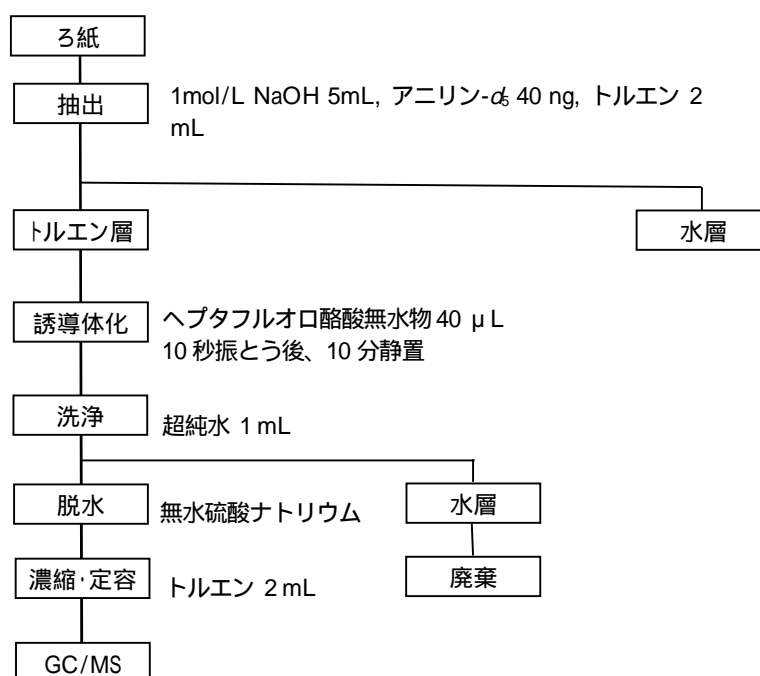 ろ紙
抽出
1mol/L NaOH 5mL, アニリン-d5 40 ng, トルエン 2
mL
トルエン層
水層
誘導体化
ヘプタフルオロ酪酸無水物 40 μL
10 秒振とう後、10 分静置
洗浄
超純水 1 mL
脱水
無水硫酸ナトリウム
水層
濃縮・定容
トルエン 2 mL
廃棄
GC/MS